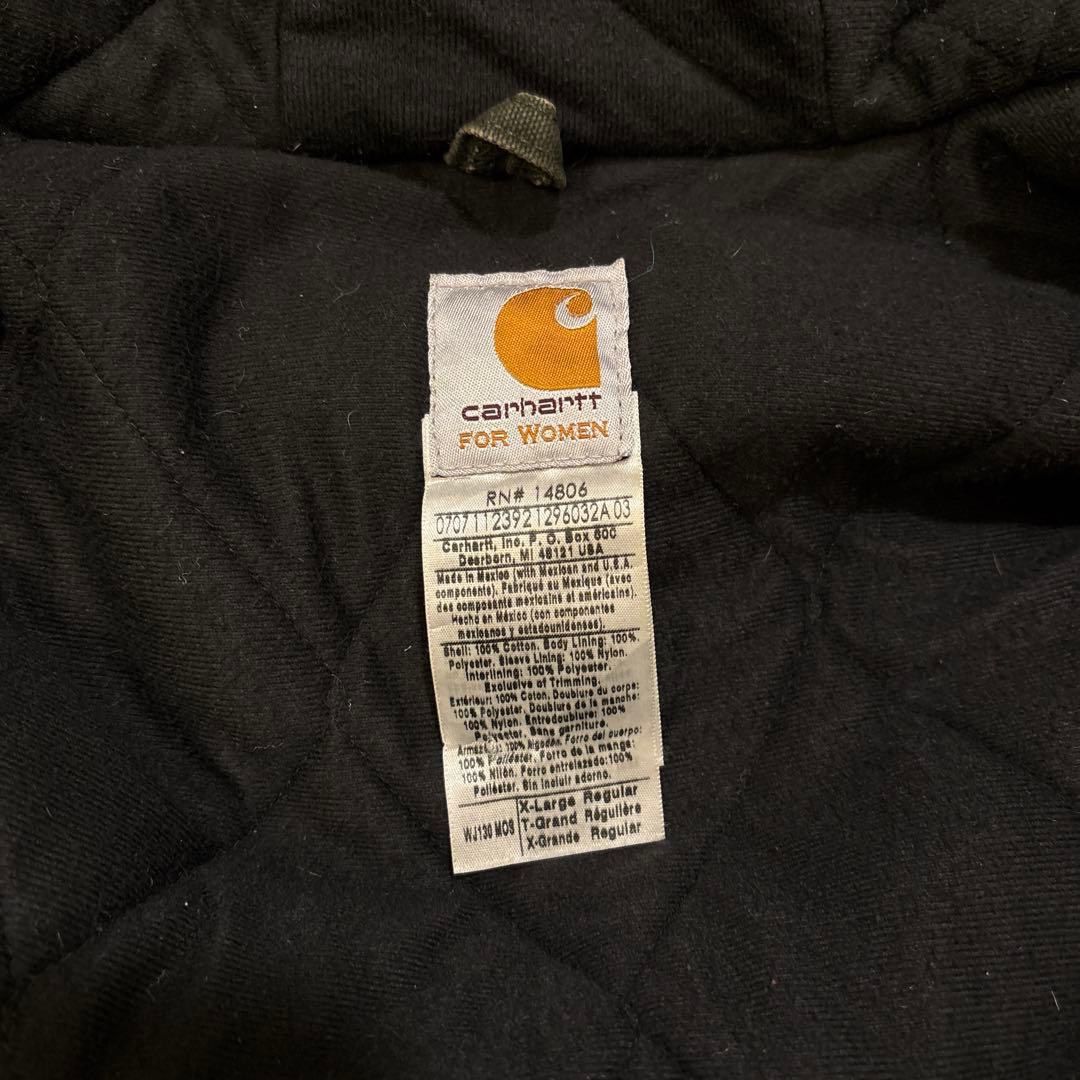 carhartt
FOR WOMEN
RN# 14806
07071123921296032A 03
Carhartt, Inc. P. O. Box 600
Dearborn, MI 48121 USA
Made in Mexico (with Mexican and U.S.A.
components). Fabriqué au Mexique (avec
des composants mexicains et américains).
Hecho en México (con componentes
mexicanos y estadounidenses).
Shell: 100% Cotton. Body Lining: 100%
Polyester. Sleeve Lining: 100% Nylon.
Interlining: 100% Polyester.
Exclusive of Trimming.
Extérieur: 100% Coton. Doublure du corps:
100% Polyester. Doublure de la manche:
100% Nylon. Entredoublure: 100%
Polyester. Sans garniture.
100% Algodón. Forro del cuerpo:
100% Poliéster. Forro de la manga:
100% Nilón. Forro entrelazado: 100%
Poliéster. Sin incluir adorno.
WJ130 MOS
X-Large Regular
T-Grand Régulière
X-Grande Regular